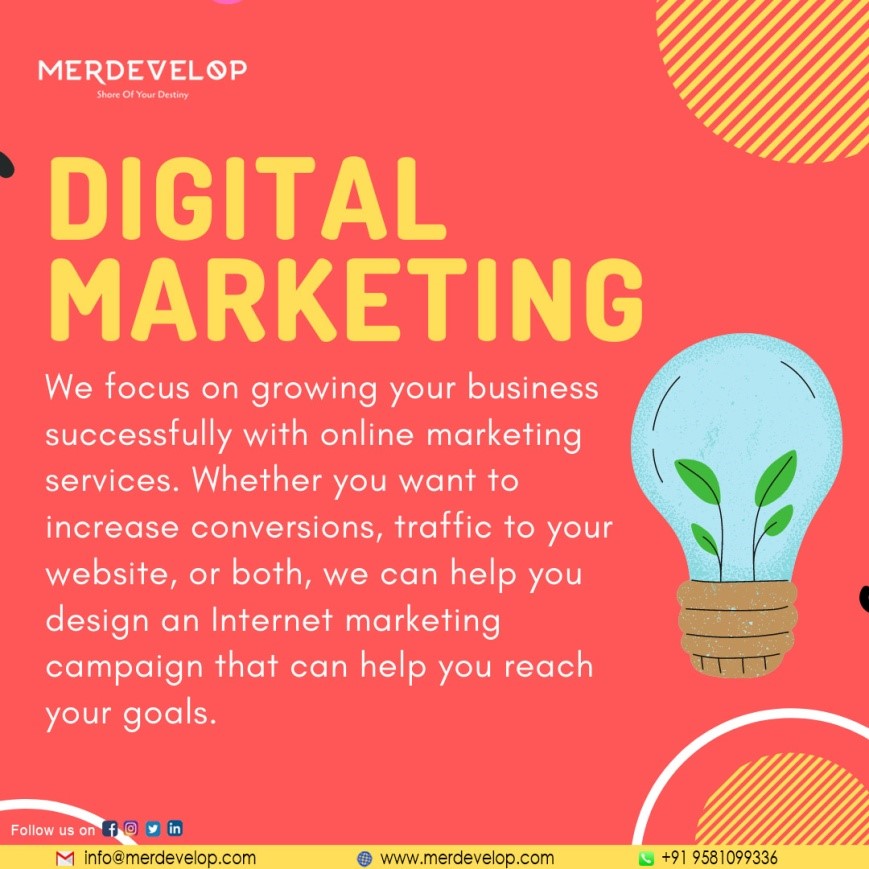 MERDEVELOP
Share Of Your Destiny
DIGITAL
MARKETING
We focus on growing your business
successfully with online marketing
services. Whether you want to
increase conversions, traffic to your
website, or both, we can help you
design an Internet marketing
campaign that can help you reach
your goals.
Follow us on
info@merdevelop.com
www.merdevelop.com
+91 9581099336